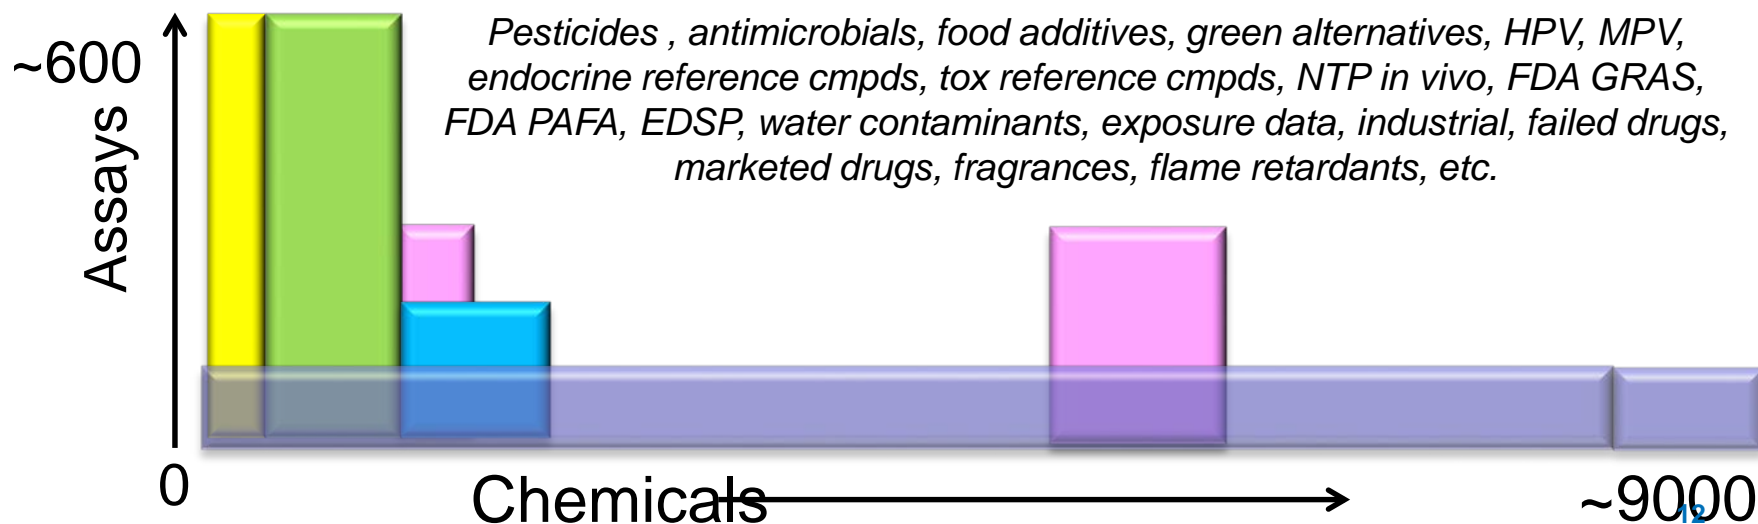 Pesticides , antimicrobials, food additives, green alternatives, HPV, MPV,
endocrine reference cmpds, tox reference cmpds, NTP in vivo, FDA GRAS,
FDA PAFA, EDSP, water contaminants, exposure data, industrial, failed drugs,
marketed drugs, fragrances, flame retardants, etc.
~600
Assays
0
Chemicals
~9000
12